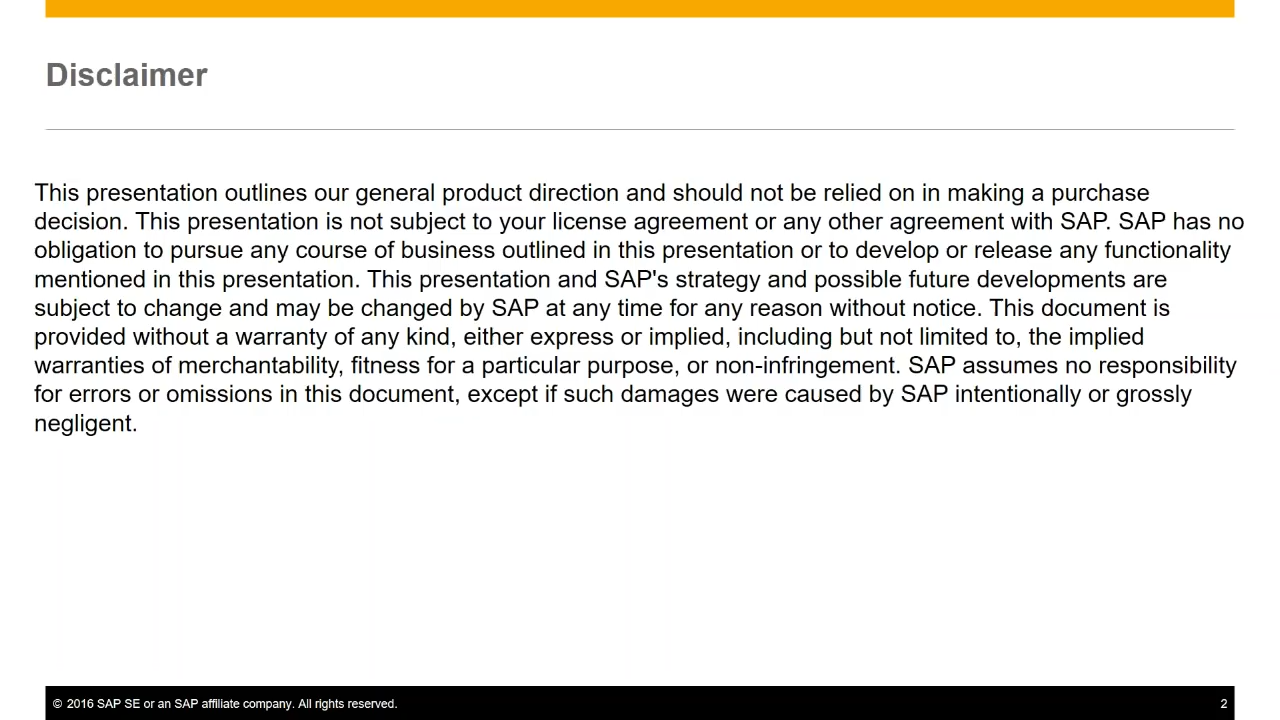 Disclaimer
This presentation outlines our general product direction and should not be relied on in making a purchase
decision. This presentation is not subject to your license agreement or any other agreement with SAP. SAP has no
obligation to pursue any course of business outlined in this presentation or to develop or release any functionality
mentioned in this presentation. This presentation and SAP's strategy and possible future developments are
subject to change and may be changed by SAP at any time for any reason without notice. This document is
provided without a warranty of any kind, either express or implied, including but not limited to, the implied
warranties of merchantability, fitness for a particular purpose, or non-infringement. SAP assumes no responsibility
for errors or omissions in this document, except if such damages were caused by SAP intentionally or grossly
negligent.
© 2016 SAP SE or an SAP affiliate company. All rights reserved. 2